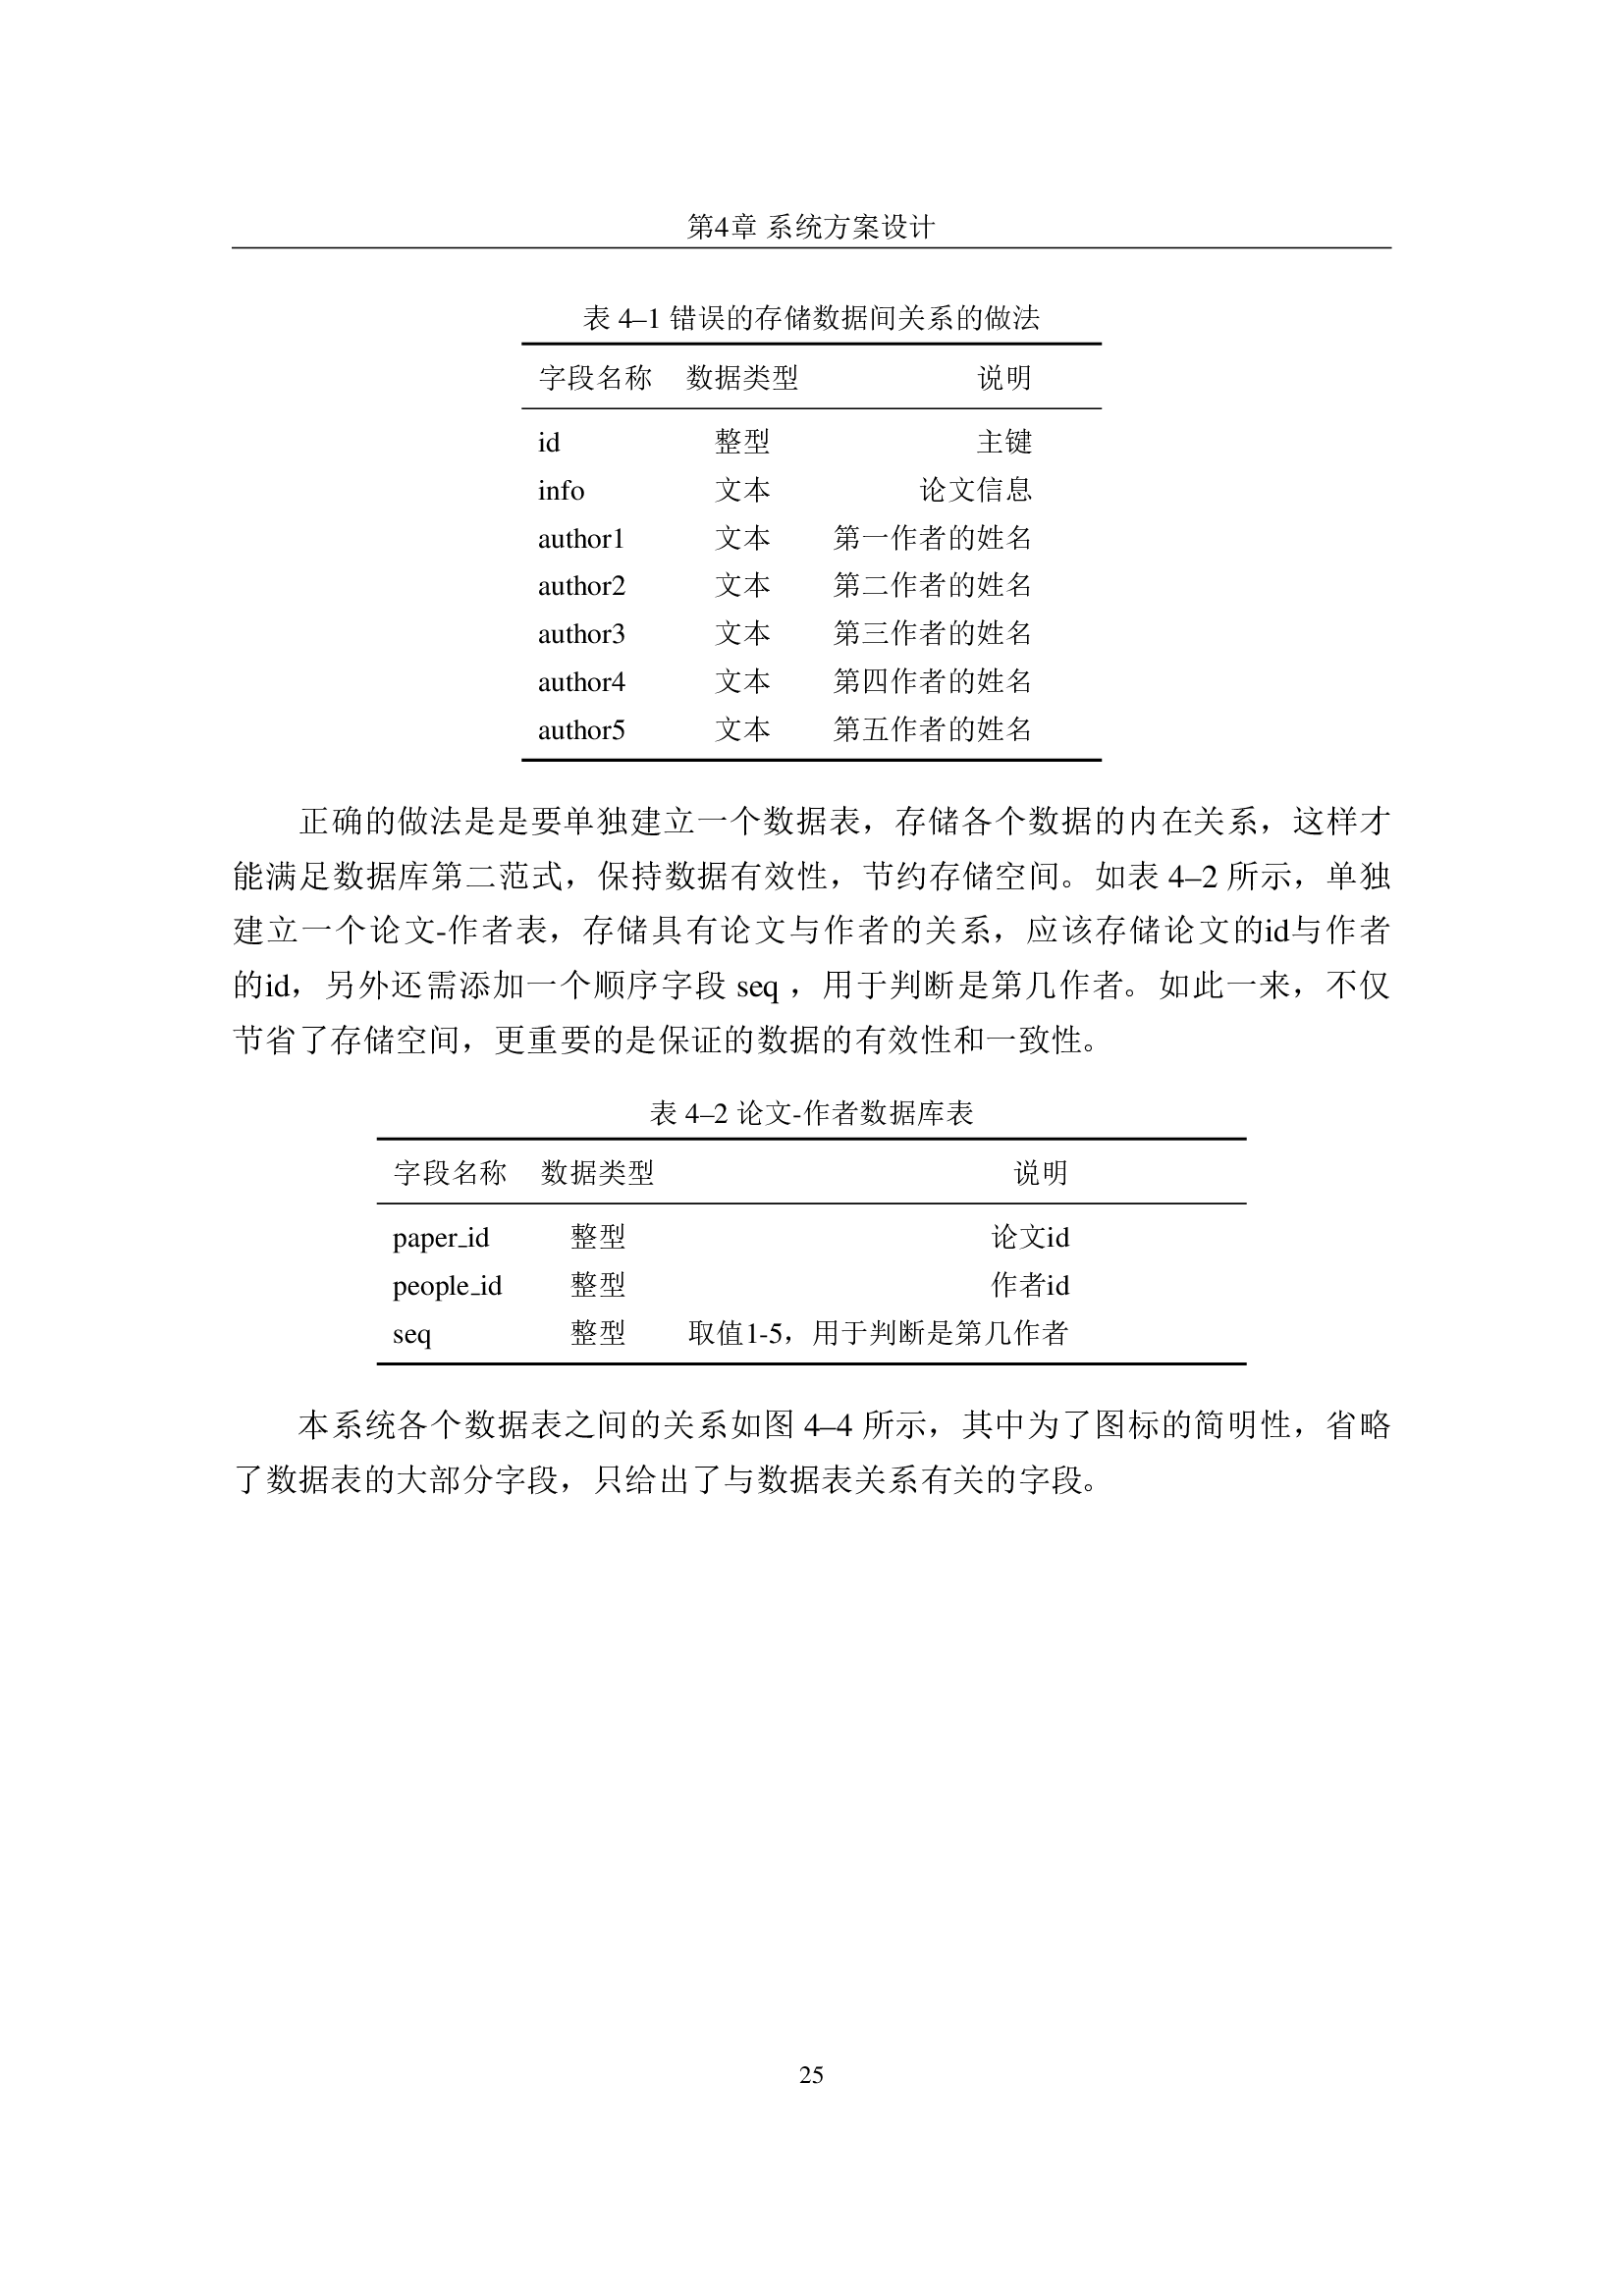 第4章 系统方案设计
表 4–1 错误的存储数据间关系的做法
字段名称 数据类型 说明
id 整型 主键
info 文本 论文信息
author1 文本 第一作者的姓名
author2 文本 第二作者的姓名
author3 文本 第三作者的姓名
author4 文本 第四作者的姓名
author5 文本 第五作者的姓名
正确的做法是是要单独建立一个数据表，存储各个数据的内在关系，这样才
能满足数据库第二范式，保持数据有效性，节约存储空间。如表 4–2 所示，单独
建立一个论文-作者表，存储具有论文与作者的关系，应该存储论文的id与作者
的id，另外还需添加一个顺序字段 seq ，用于判断是第几作者。如此一来，不仅
节省了存储空间，更重要的是保证的数据的有效性和一致性。
表 4–2 论文-作者数据库表
字段名称 数据类型 说明
paper_id 整型 论文id
people_id 整型 作者id
seq 整型 取值1-5，用于判断是第几作者
本系统各个数据表之间的关系如图 4–4 所示，其中为了图标的简明性，省略
了数据表的大部分字段，只给出了与数据表关系有关的字段。
25